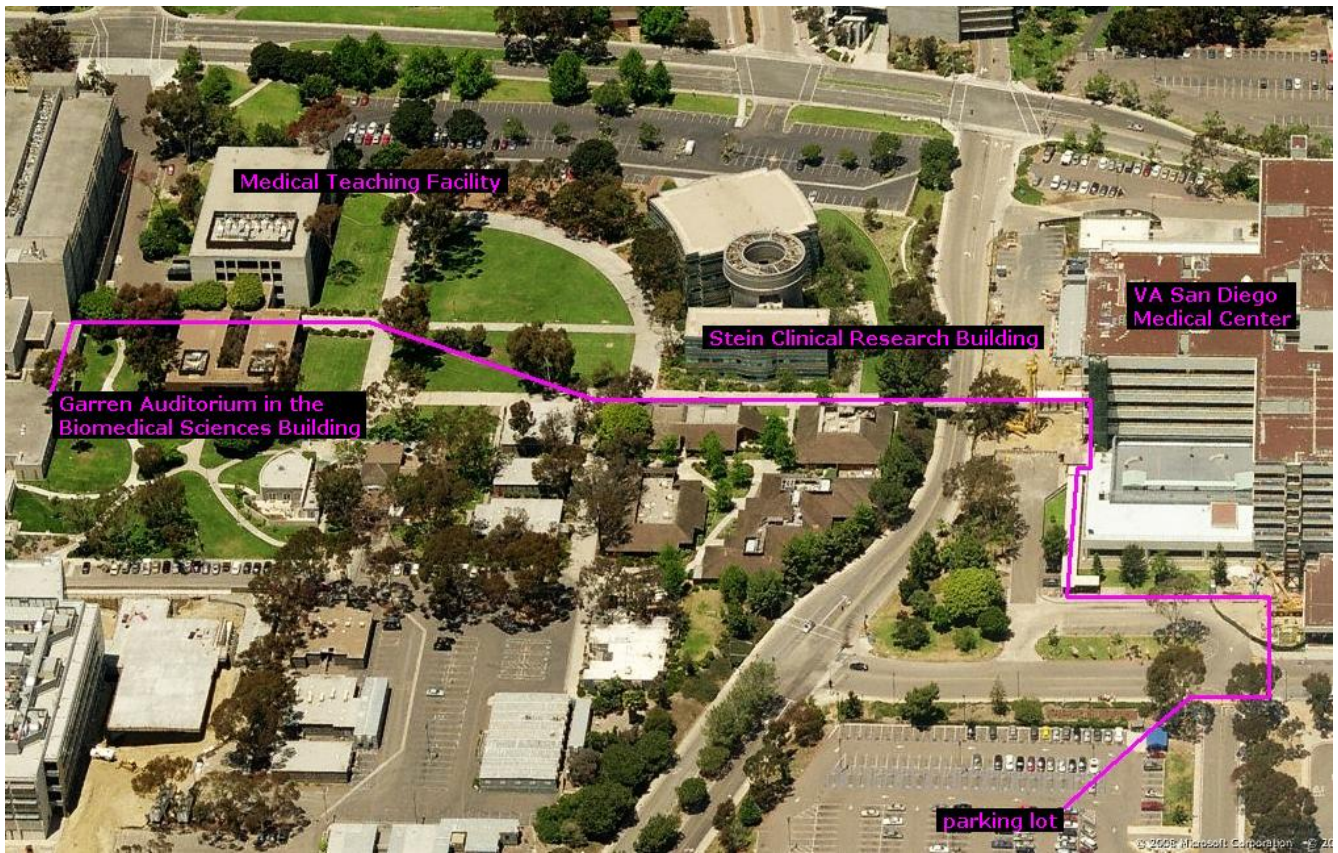 Medical Teaching Facility
VA San Diego
Medical Center
Stein Clinical Research Building
Garren Auditorium in the
Biomedical Sciences Building
parking lot
© 2008 Microsoft Corporation